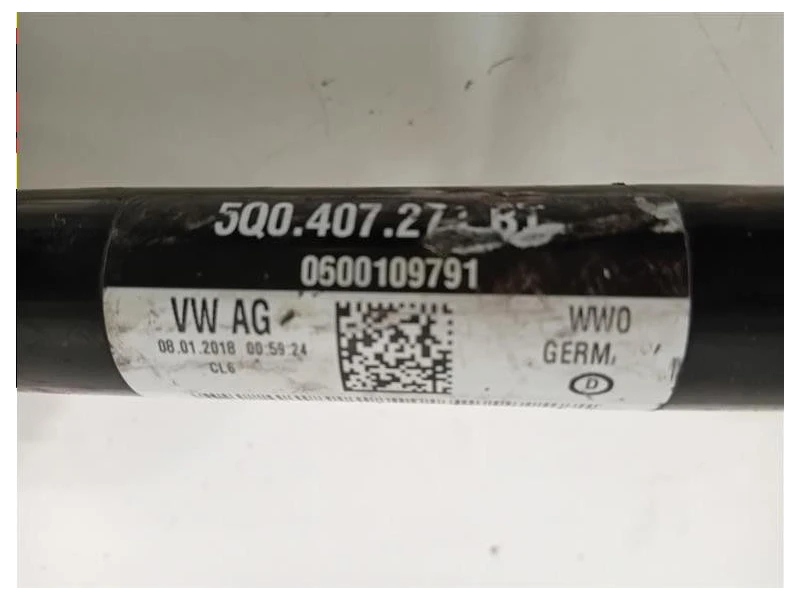 5Q0.407.27
0600109791
VW AG
08.01.2018 00:59:24
CL6
WWO
GERM
D